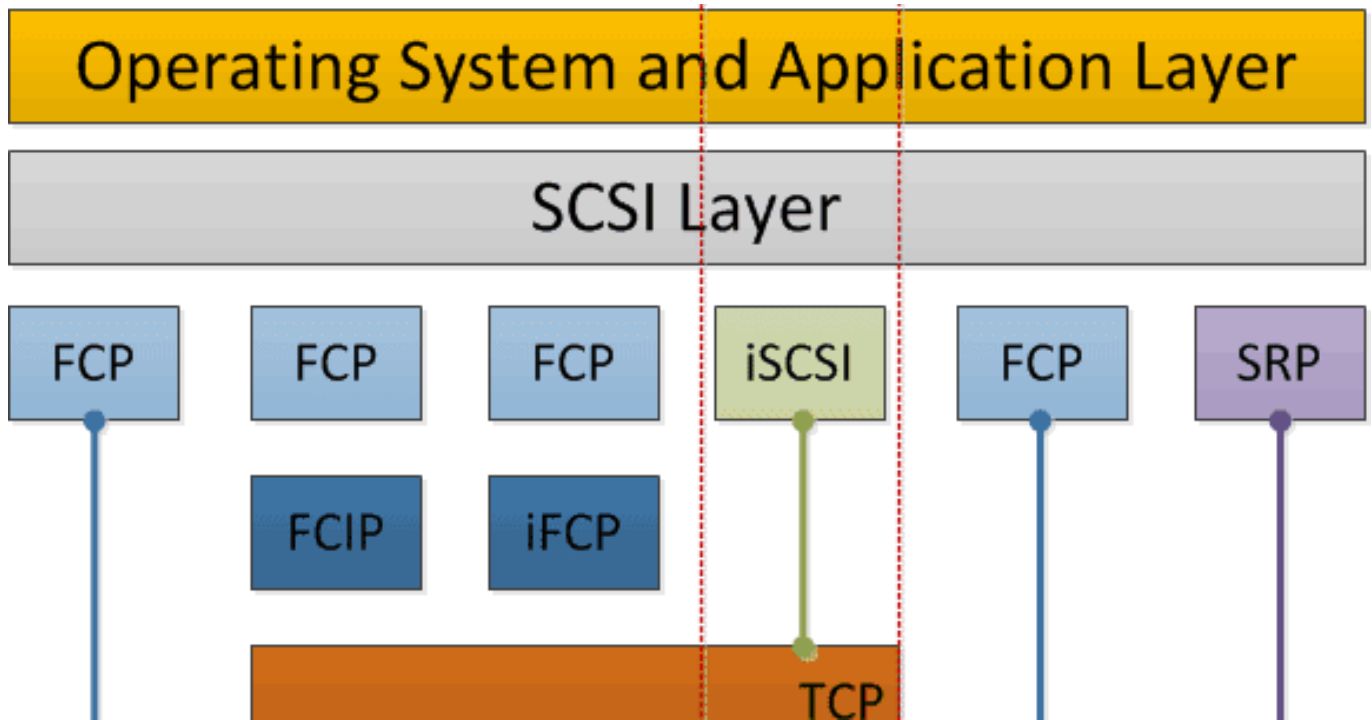 Operating System and Application Layer
SCSI Layer
FCP FCP FCP iSCSI FCP SRP
FCIP iFCP
TCP